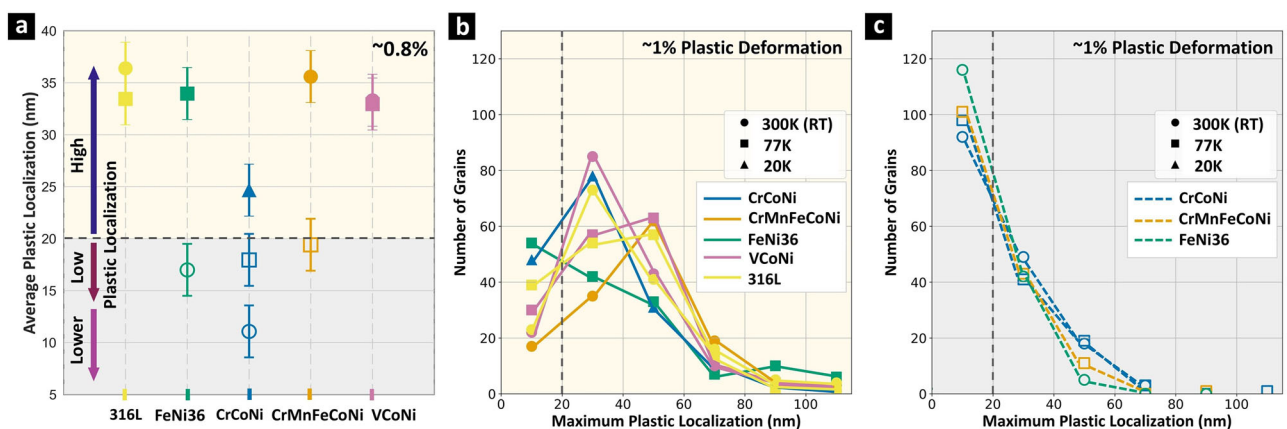 a
~0.8%
Average Plastic Localization (nm)
40
35
30
25
20
15
10
5
High
Low
Lower
Plastic Localization
316L
FeNi36
CrCoNi
CrMnFeCoNi
VCoNi
b
~1% Plastic Deformation
Number of Grains
120
100
80
60
40
20
0
300K (RT)
77K
20K
CrCoNi
CrMnFeCoNi
FeNi36
VCoNi
316L
0 20 40 60 80 100
Maximum Plastic Localization (nm)
c
~1% Plastic Deformation
Number of Grains
120
100
80
60
40
20
0
300K (RT)
77K
20K
CrCoNi
CrMnFeCoNi
FeNi36
0 20 40 60 80 100
Maximum Plastic Localization (nm)